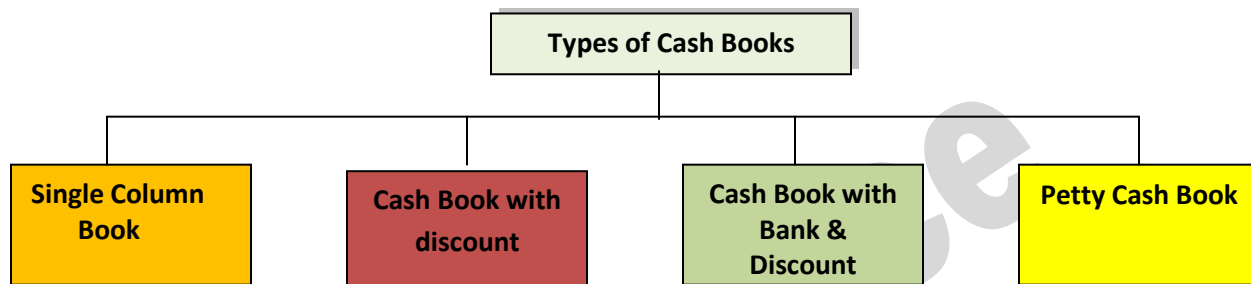 Types of Cash Books
Single Column
Book
Cash Book with
discount
Cash Book with
Bank &
Discount
Petty Cash Book